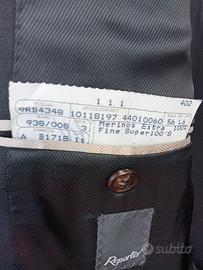 1 1 1 402
9RB4348 10118197 44010060 56 L6
938/008 3 Merinos Extra 100%
Fine Super100'S
A B1718 11
Reporter
subito